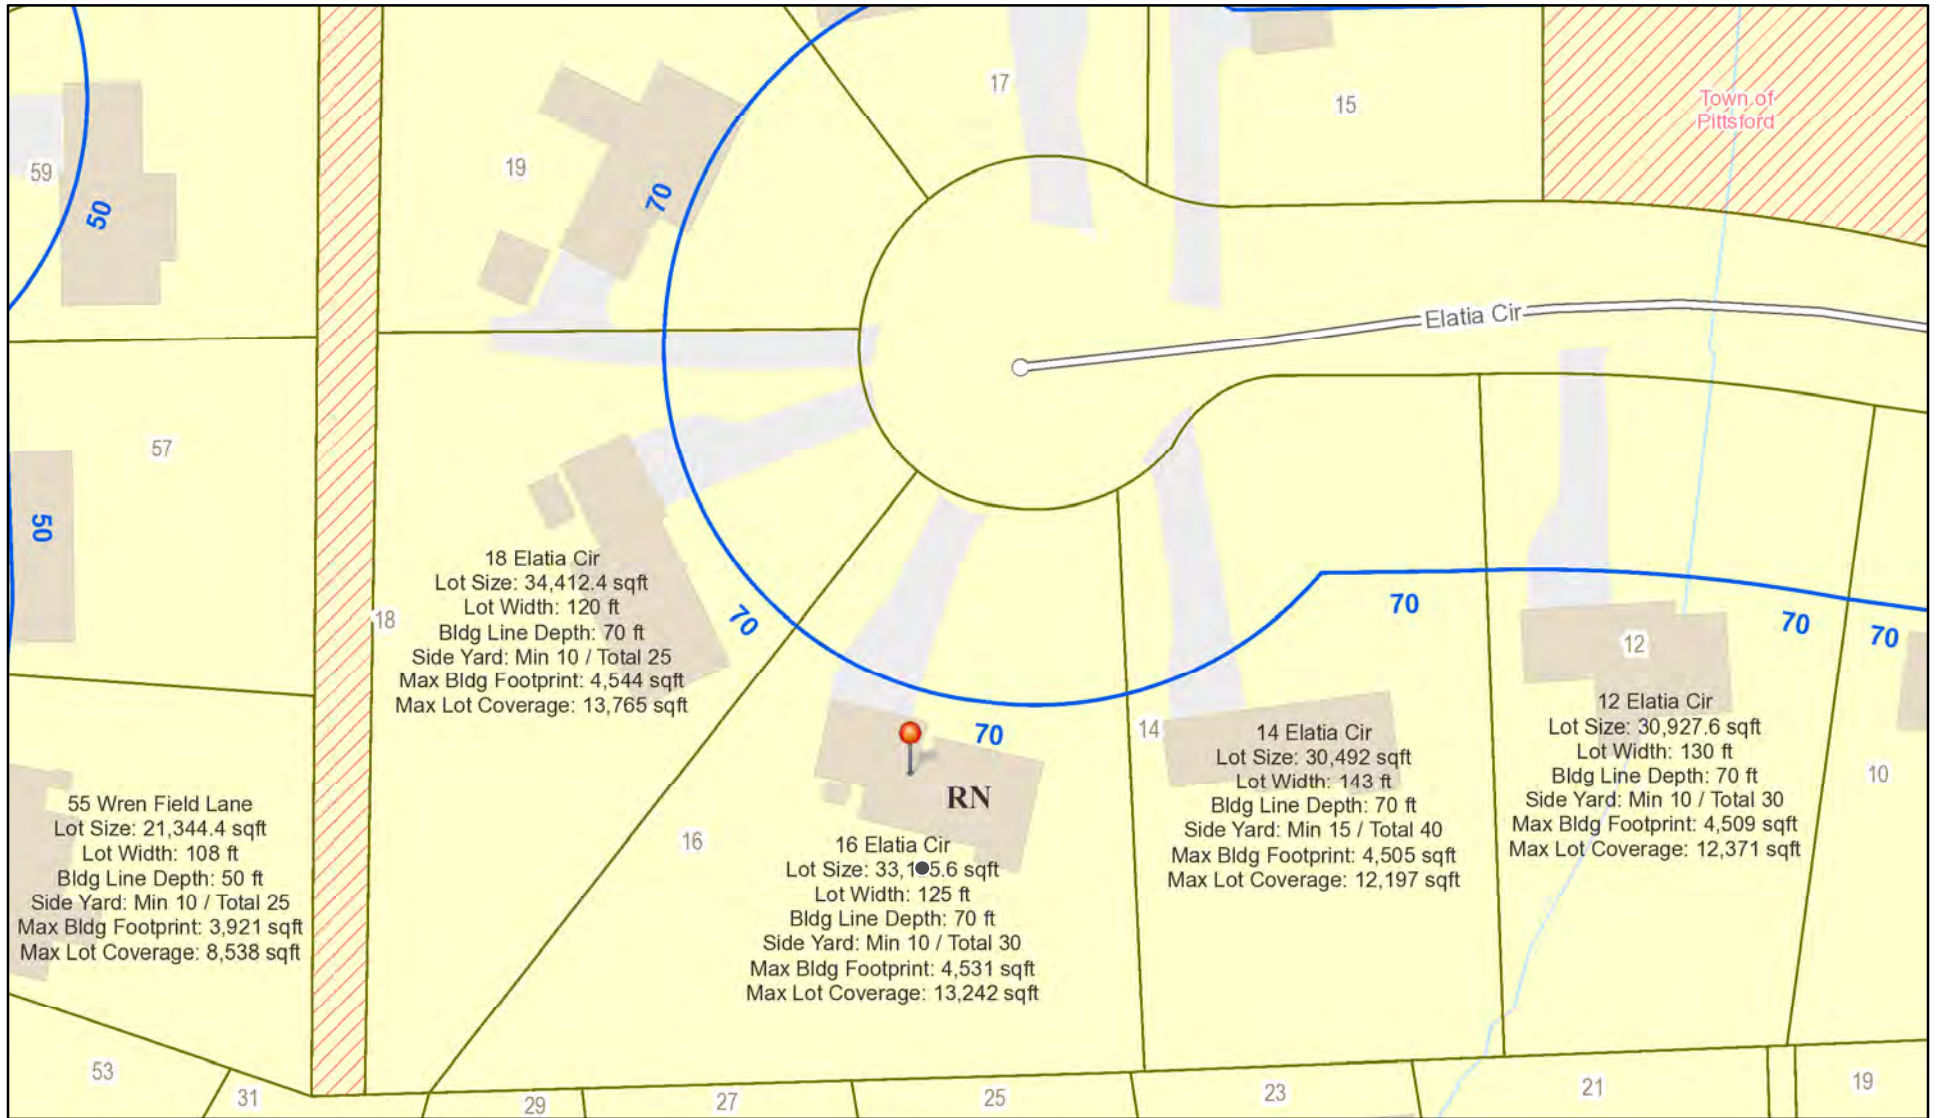 17
15
Town of
Pittsford
59
19
50
70
Elatia Cir
57
50
18 Elatia Cir
Lot Size: 34,412.4 sqft
Lot Width: 120 ft
Bldg Line Depth: 70 ft
Side Yard: Min 10 / Total 25
Max Bldg Footprint: 4,544 sqft
Max Lot Coverage: 13,765 sqft
18
70
70
70
70
12
12 Elatia Cir
Lot Size: 30,927.6 sqft
Lot Width: 130 ft
Bldg Line Depth: 70 ft
Side Yard: Min 10 / Total 30
Max Bldg Footprint: 4,509 sqft
Max Lot Coverage: 12,371 sqft
70
14
14 Elatia Cir
Lot Size: 30,492 sqft
Lot Width: 143 ft
Bldg Line Depth: 70 ft
Side Yard: Min 15 / Total 40
Max Bldg Footprint: 4,505 sqft
Max Lot Coverage: 12,197 sqft
10
55 Wren Field Lane
Lot Size: 21,344.4 sqft
Lot Width: 108 ft
Bldg Line Depth: 50 ft
Side Yard: Min 10 / Total 25
Max Bldg Footprint: 3,921 sqft
Max Lot Coverage: 8,538 sqft
RN
16
16 Elatia Cir
Lot Size: sqft
Lot Width: 125 ft
Bldg Line Depth: 70 ft
Side Yard: Min 10 / Total 30
Max Bldg Footprint: 4,531 sqft
Max Lot Coverage: 13,242 sqft
53
31
29
27
25
23
21
19